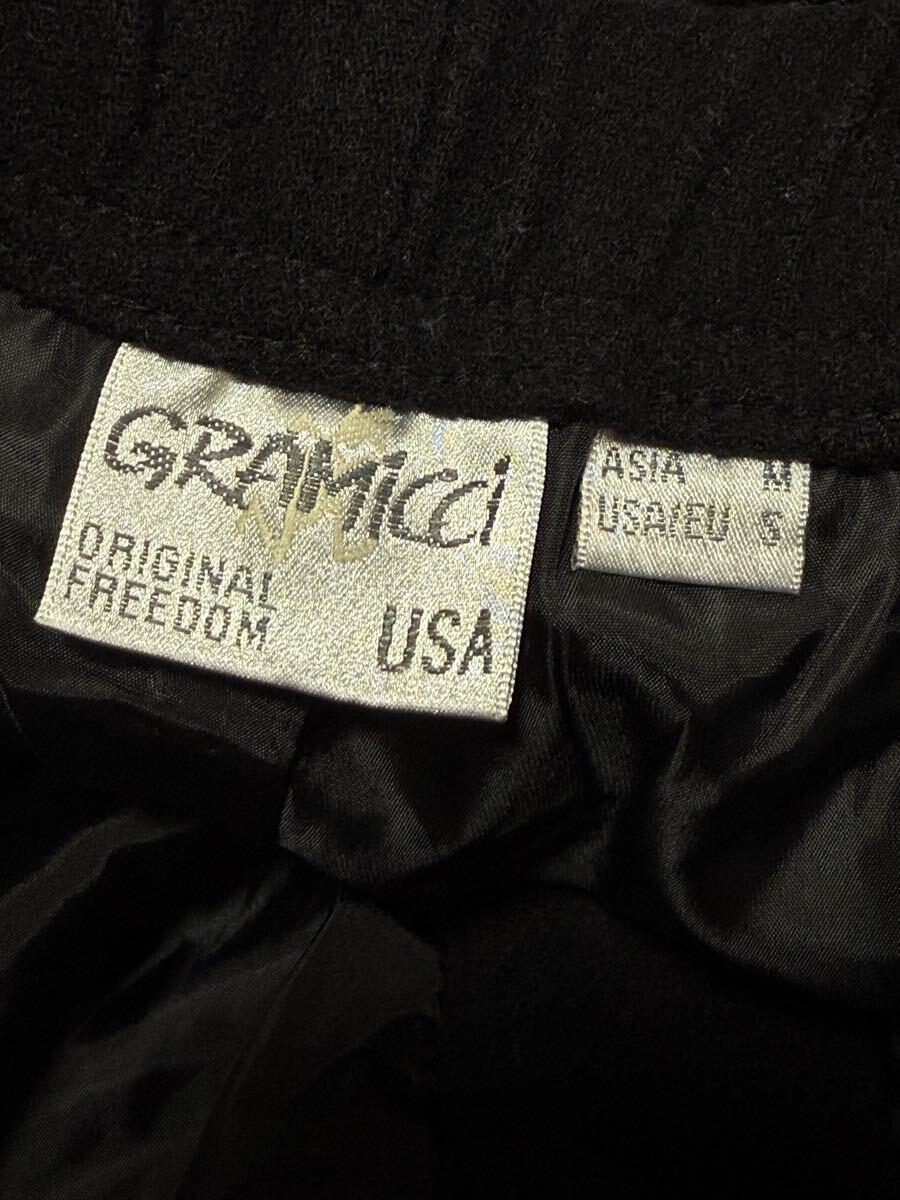 GRAMicci
ORIGINAL
FREEDOM
USA
ASIA M
USA/EU S